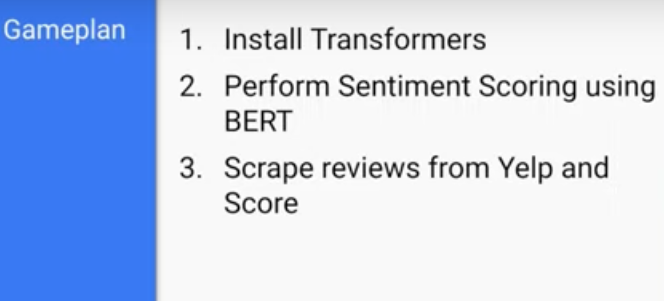 Gameplan
1. Install Transformers
2. Perform Sentiment Scoring using
BERT
3. Scrape reviews from Yelp and
Score